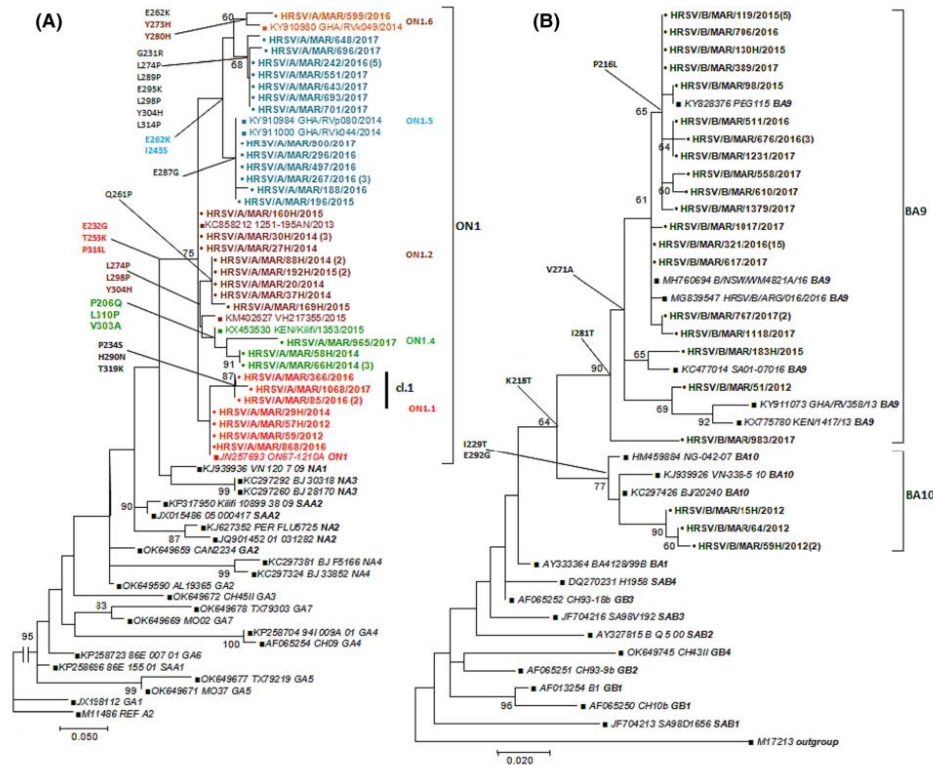 (A)
E262K
Y273H
Y280H
60
HRSV/A/MAR/599/2016
KY910980 GHA/RVk049/2014
ON1.6
HRSV/A/MAR/648/2017
HRSV/A/MAR/696/2017
HRSV/A/MAR/242/2016 (5)
HRSV/A/MAR/551/2017
HRSV/A/MAR/643/2017
HRSV/A/MAR/693/2017
HRSV/A/MAR/701/2017
68
G231R
L274P
L289P
E295K
L298P
Y304H
L314P
KY910984 GHA/RVp080/2014
KY911000 GHA/RVk044/2014
ON1.5
HRSV/A/MAR/900/2017
HRSV/A/MAR/296/2016
HRSV/A/MAR/497/2016
HRSV/A/MAR/267/2016 (3)
HRSV/A/MAR/188/2016
HRSV/A/MAR/196/2015
E262K
I243S
E287G
Q261P
ON1
HRSV/A/MAR/160H/2015
KC858212 1251-195AN/2013
HRSV/A/MAR/30H/2014 (3)
HRSV/A/MAR/27H/2014
HRSV/A/MAR/88H/2014 (2)
HRSV/A/MAR/192H/2015 (2)
HRSV/A/MAR/20/2014
HRSV/A/MAR/37H/2014
HRSV/A/MAR/169H/2015
KM402627 VH217355/2015
ON1.2
E232G
T253K
P314L
75
L274P
L298P
Y304H
P206Q
L310P
V303A
KX453530 KEN/Kilifi/1353/2015
HRSV/A/MAR/965/2017
HRSV/A/MAR/58H/2014
HRSV/A/MAR/66H/2014 (3)
ON1.4
91
P234S
H290N
T319K
87
HRSV/A/MAR/366/2016
HRSV/A/MAR/1068/2017
HRSV/A/MAR/85/2016 (2)
cl.1
HRSV/A/MAR/29H/2014
HRSV/A/MAR/57H/2012
HRSV/A/MAR/59/2012
HRSV/A/MAR/868/2016
JN257693 ON67-1210A ON1
ON1.1
KJ939936 VN 120 7 09 NA1
KC297292 BJ 30318 NA3
KC297260 BJ 28170 NA3
99
KP317950 Kilifi 10899 38 09 SAA2
JX015486 05 000417 SAA2
90
KJ627352 PER FLU5725 NA2
JQ901452 01 031282 NA2
87
OK649659 CAN2234 GA2
KC297381 BJ F5166 NA4
KC297324 BJ 33852 NA4
99
OK649590 AL19365 GA2
OK649672 CH45II GA3
OK649678 TX79303 GA7
OK649669 MO02 GA7
83
KP258704 94I 009A 01 GA4
AF065254 CH09 GA4
100
KP258723 86E 007 01 GA6
KP258696 86E 155 01 SAA1
95
OK649677 TX79219 GA5
OK649671 MO37 GA5
99
JX198112 GA1
M11486 REF A2
0.050
(B)
HRSV/B/MAR/119/2015(5)
HRSV/B/MAR/706/2016
HRSV/B/MAR/130H/2015
HRSV/B/MAR/389/2017
HRSV/B/MAR/98/2015
KY828376 PEG115 BA9
HRSV/B/MAR/511/2016
HRSV/B/MAR/676/2016(3)
HRSV/B/MAR/1231/2017
HRSV/B/MAR/558/2017
HRSV/B/MAR/610/2017
HRSV/B/MAR/1379/2017
HRSV/B/MAR/1017/2017
HRSV/B/MAR/321/2016(15)
HRSV/B/MAR/617/2017
MH760694 B/NSW/WM4821A/16 BA9
MG839547 HRSV/B/ARG/016/2016 BA9
HRSV/B/MAR/767/2017(2)
HRSV/B/MAR/1118/2017
HRSV/B/MAR/183H/2015
KC477014 SA01-07016 BA9
HRSV/B/MAR/51/2012
KY911073 GHA/RV358/13 BA9
KX775780 KEN/1417/13 BA9
HRSV/B/MAR/983/2017
BA9
P216L
65
64
60
61
V271A
I281T
65
90
69
92
K218T
64
I229T
E292G
77
HM459884 NG-042-07 BA10
KJ939926 VN-338-5 10 BA10
KC297426 BJ/20240 BA10
HRSV/B/MAR/15H/2012
HRSV/B/MAR/64/2012
HRSV/B/MAR/59H/2012(2)
90
60
BA10
AY333364 BA4128/99B BA1
DQ270231 H1958 SAB4
AF065252 CH93-18b GB3
JF704216 SA98V192 SAB3
AY327815 B Q 5 00 SAB2
OK649745 CH43II GB4
AF065251 CH93-9b GB2
AF013254 B1 GB1
AF065250 CH10b GB1
96
JF704213 SA98D1656 SAB1
M17213 outgroup
0.020